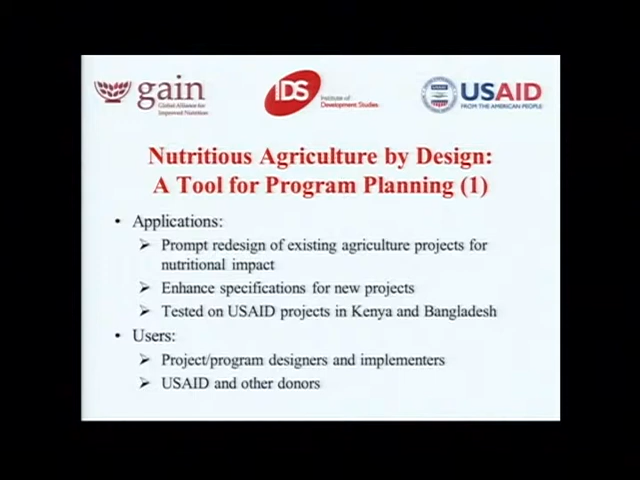 gain
Global Alliance for
Improved Nutrition
IDS
Institute of
Development Studies
USAID
USAID
FROM THE AMERICAN PEOPLE
Nutritious Agriculture by Design:
A Tool for Program Planning (1)
• Applications:
➢ Prompt redesign of existing agriculture projects for
nutritional impact
➢ Enhance specifications for new projects
➢ Tested on USAID projects in Kenya and Bangladesh
• Users:
➢ Project/program designers and implementers
➢ USAID and other donors